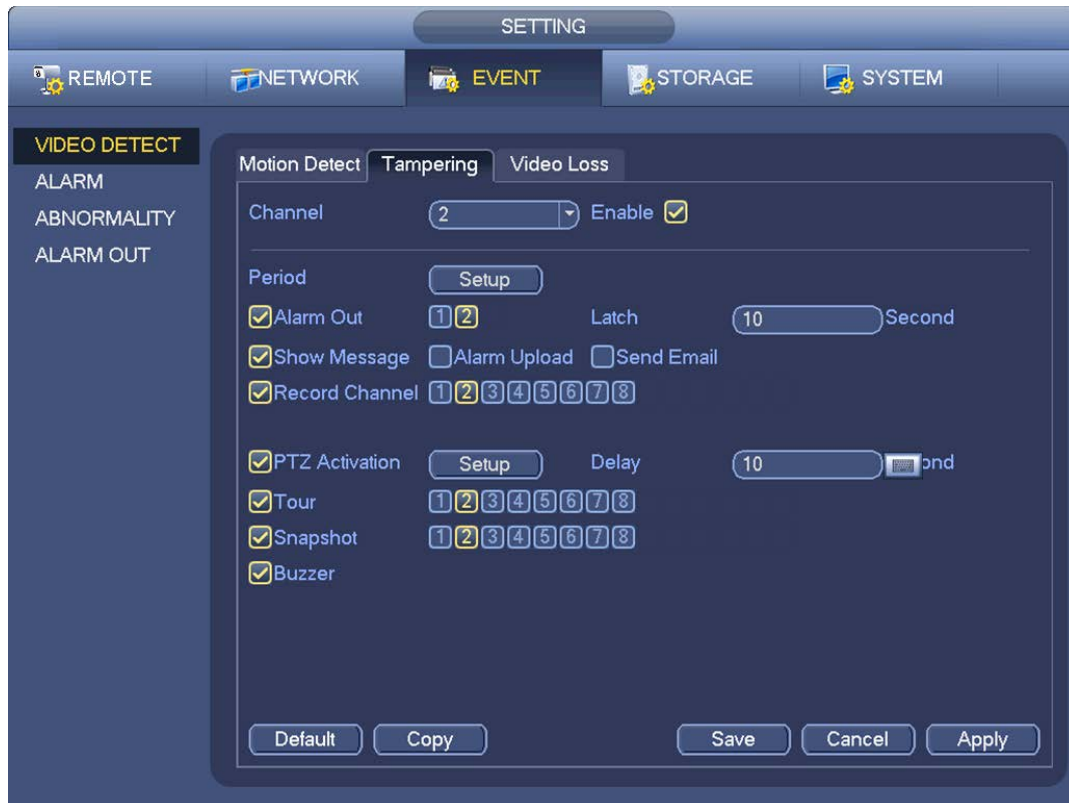 SETTING
REMOTE NETWORK EVENT STORAGE SYSTEM
VIDEO DETECT
ALARM
ABNORMALITY
ALARM OUT
Motion Detect Tampering Video Loss
Channel 2 Enable
Period Setup
Alarm Out 1 2 Latch 10 Second
Show Message Alarm Upload Send Email
Record Channel 1 2 3 4 5 6 7 8
PTZ Activation Setup Delay 10 ond
Tour 1 2 3 4 5 6 7 8
Snapshot 1 2 3 4 5 6 7 8
Buzzer
Default Copy Save Cancel Apply